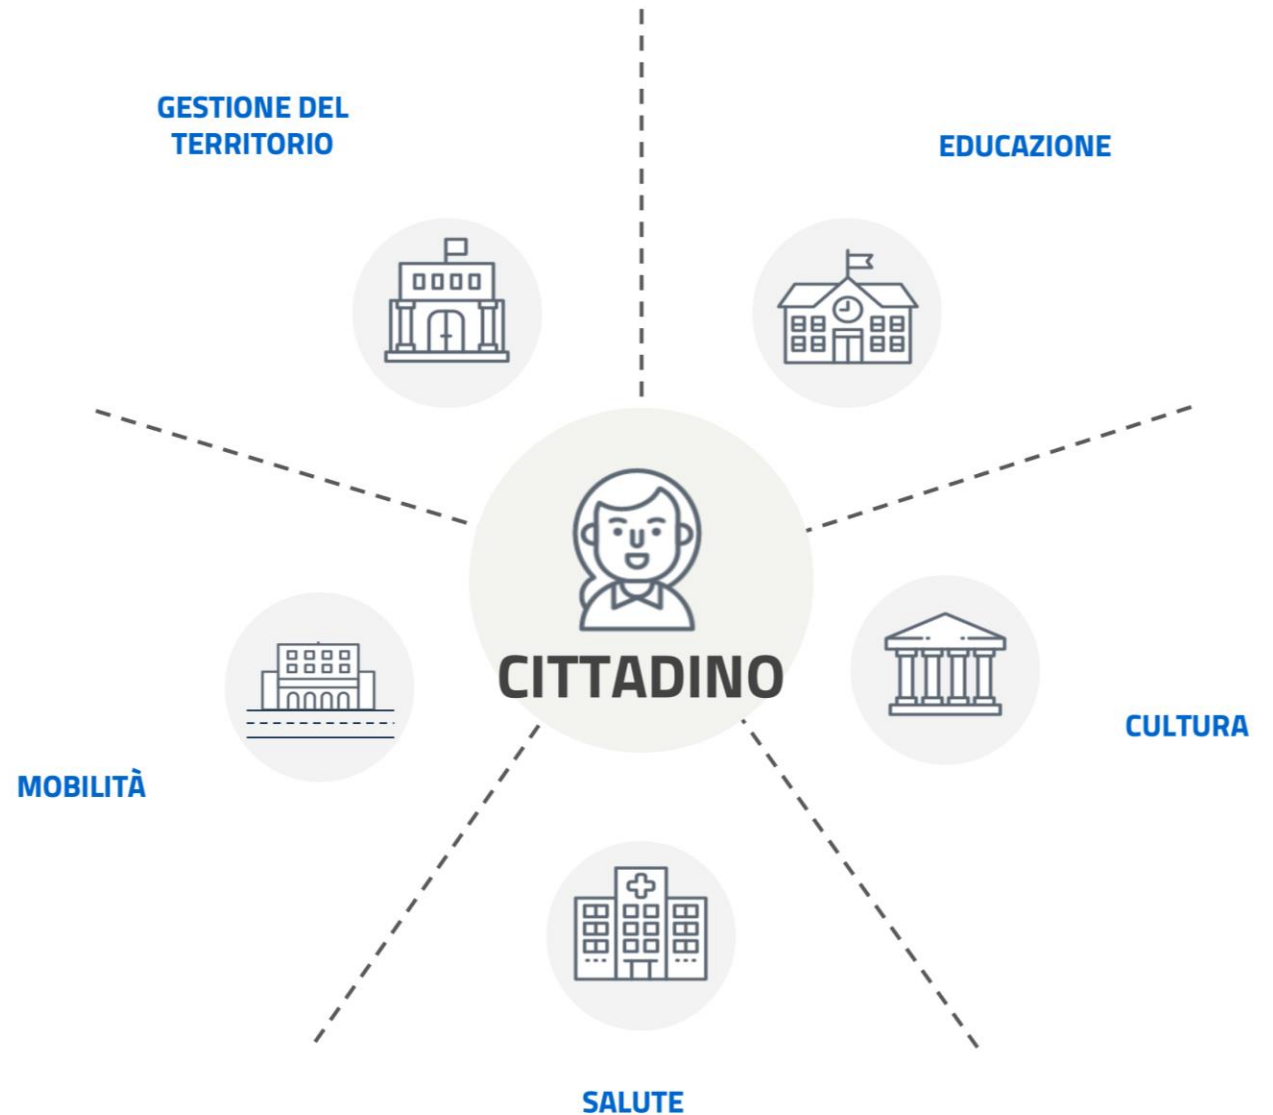 GESTIONE DEL
TERRITORIO
EDUCAZIONE
CITTADINO
CULTURA
MOBILITÀ
SALUTE